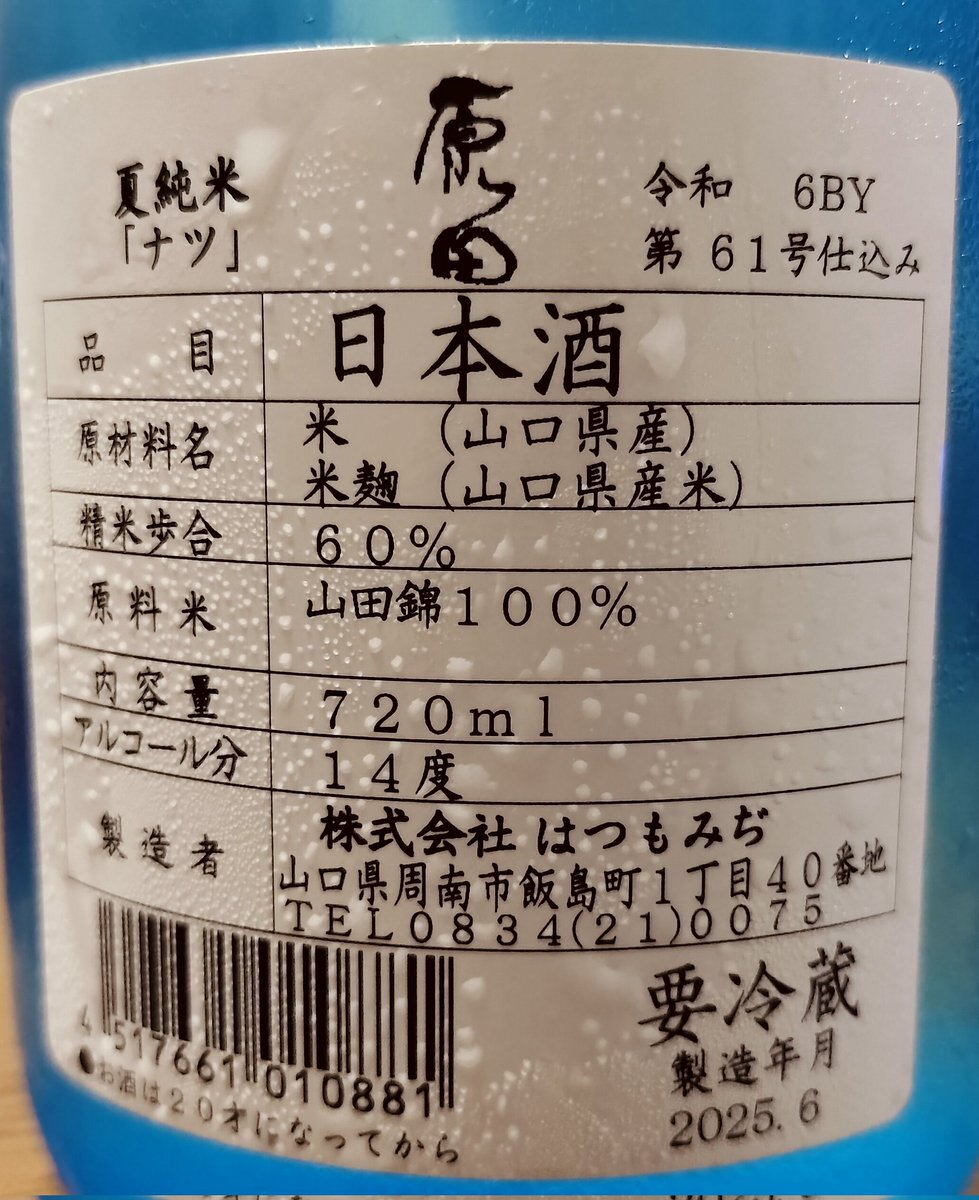 原田
夏純米
「ナツ」
令和 6BY
第 61号仕込み
品 目 日本酒
原材料名 米 (山口県産)
米麹 (山口県産米)
精米歩合 60%
原料米 山田錦100%
内容量 720ml
アルコール分 14度
製造者 株式会社 はつもみぢ
山口県周南市飯島町1丁目40番地
TEL0834(21)0075
4 517661 010881
●お酒は20才になってから
要冷蔵
製造年月
2025. 6